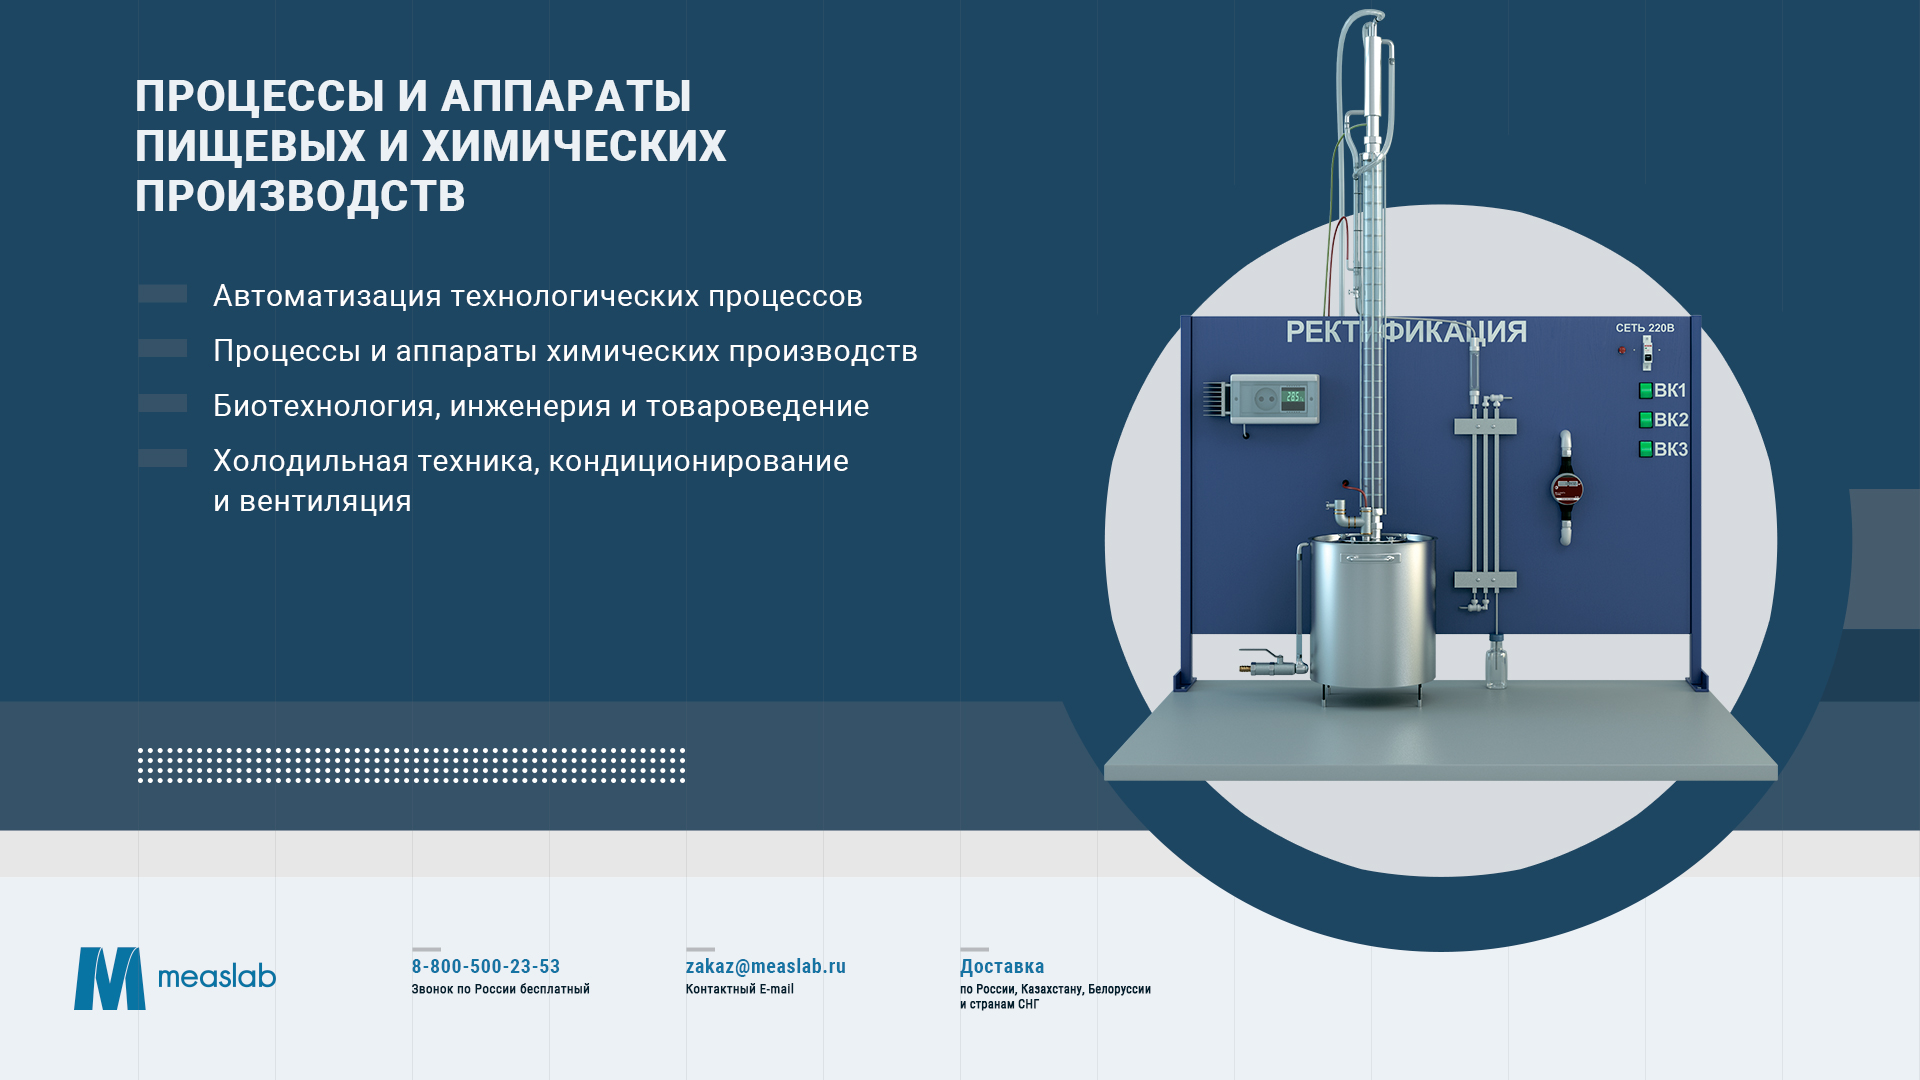 ПРОЦЕССЫ И АППАРАТЫ
ПИЩЕВЫХ И ХИМИЧЕСКИХ
ПРОИЗВОДСТВ
Автоматизация технологических процессов
Процессы и аппараты химических производств
Биотехнология, инженерия и товароведение
Холодильная техника, кондиционирование
и вентиляция
РЕКТИФИКАЦИЯ
СЕТЬ 220В
ВК1
ВК2
ВК3
measlab
8-800-500-23-53
Звонок по России бесплатный
zakaz@measlab.ru
Контактный E-mail
Доставка
по России, Казахстану, Белоруссии
и странам СНГ